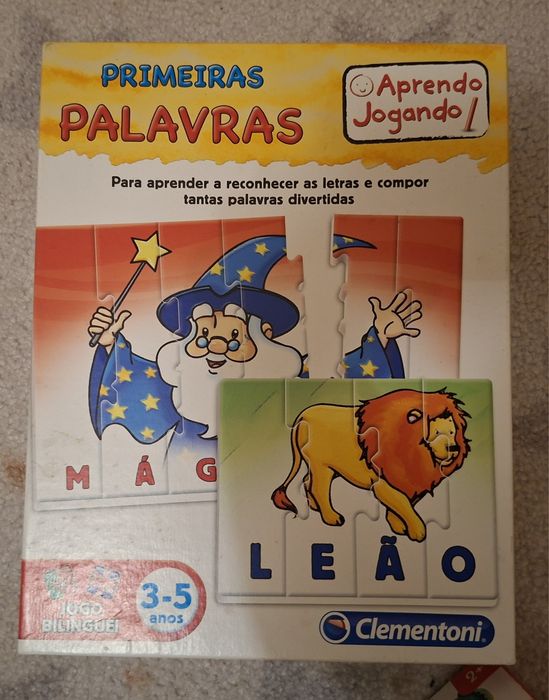 PRIMEIRAS
PALAVRAS
Aprendo
Jogando!
Para aprender a reconhecer as letras e compor
tantas palavras divertidas
M Á G
L E Ã O
JOGO
BILINGUE!
3-5
anos
Clementoni
2+